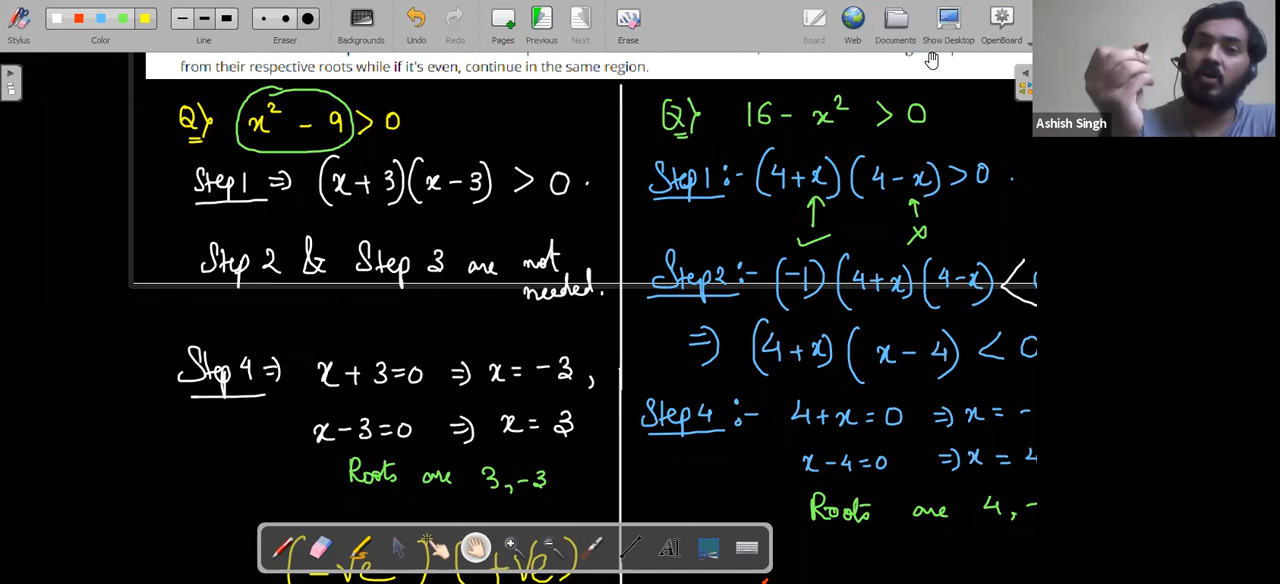 Stylus
Color
Line
Eraser
Backgrounds
Undo
Redo
Pages
Previous
Next
Erase
Board
Web
Documents
Show Desktop
OpenBoard
from their respective roots while if it's even, continue in the same region.
Ashish Singh
Q} x² - 9 > 0
Step 1 ⇒ (x + 3)(x - 3) > 0 .
Step 2 & Step 3 are not
needed.
Step 4 ⇒ x + 3 = 0 ⇒ x = -3 ,
x - 3 = 0 ⇒ x = 3
Roots are 3, -3
Q} 16 - x² > 0
Step 1 :- (4 + x)(4 - x) > 0 .
Step 2 :- (-1)(4 + x)(4 - x) <
⇒ (4 + x)(x - 4) < 0
Step 4 :- 4 + x = 0 ⇒ x = -
x - 4 = 0 ⇒ x = 4
Roots are 4, -